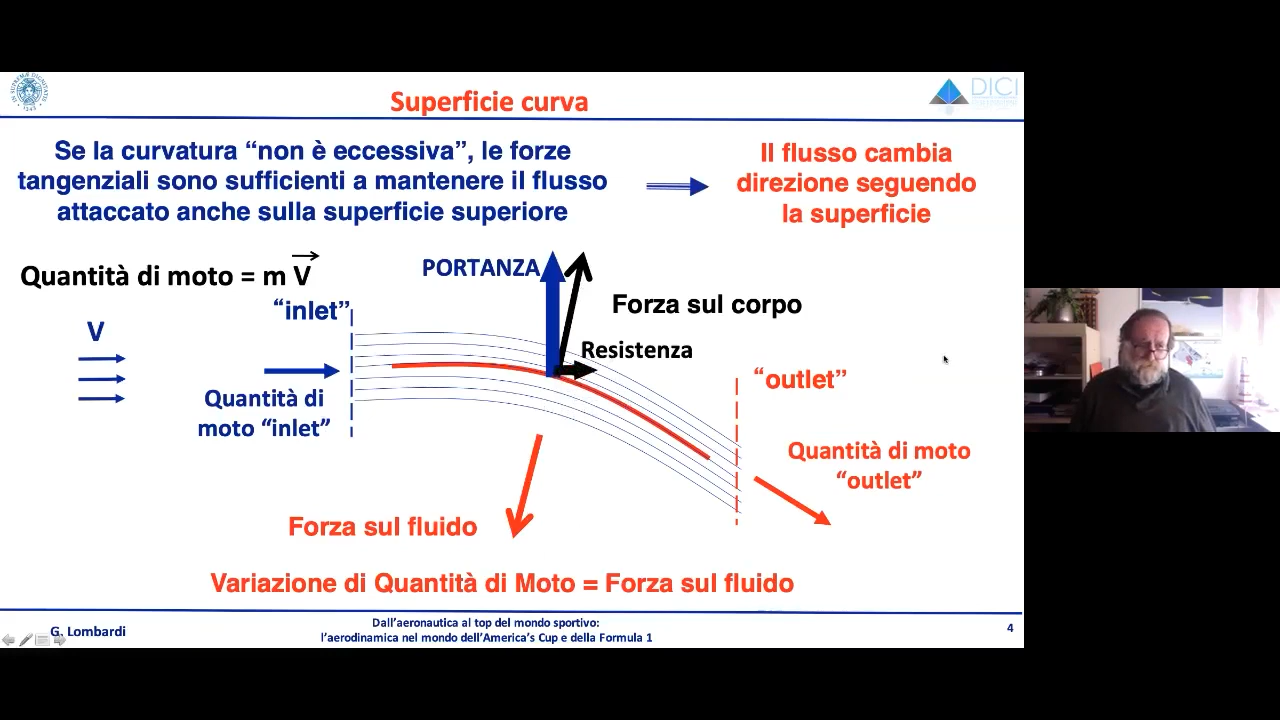 Superficie curva
DICI
Se la curvatura “non è eccessiva”, le forze
tangenziali sono sufficienti a mantenere il flusso
attaccato anche sulla superficie superiore
Il flusso cambia
direzione seguendo
la superficie
Quantità di moto = m V
PORTANZA
“inlet”
Forza sul corpo
V
Resistenza
“outlet”
Quantità di
moto “inlet”
Quantità di moto
“outlet”
Forza sul fluido
Variazione di Quantità di Moto = Forza sul fluido
G. Lombardi
Dall’aeronautica al top del mondo sportivo:
l’aerodinamica nel mondo dell’America’s Cup e della Formula 1
4